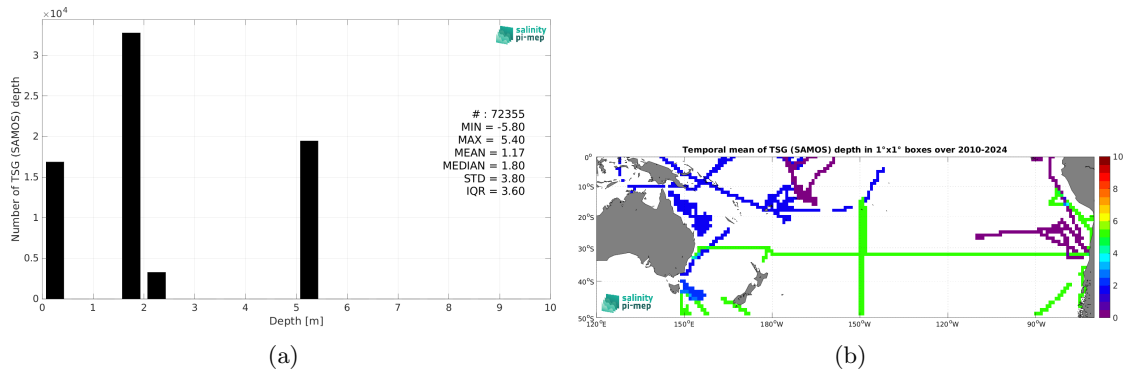 ×10⁴
3
2.5
2
1.5
1
0.5
0
0 1 2 3 4 5 6 7 8 9 10
Number of TSG (SAMOS) depth
Depth [m]
salinity
pi-mep
# : 72355
MIN = -5.80
MAX = 5.40
MEAN = 1.17
MEDIAN = 1.80
STD = 3.80
IQR = 3.60
(a)
Temporal mean of TSG (SAMOS) depth in 1°x1° boxes over 2010-2024
0°
10°S
20°S
30°S
40°S
50°S
120°E 150°E 180°W 150°W 120°W 90°W
salinity
pi-mep
10
8
6
4
2
0
(b)